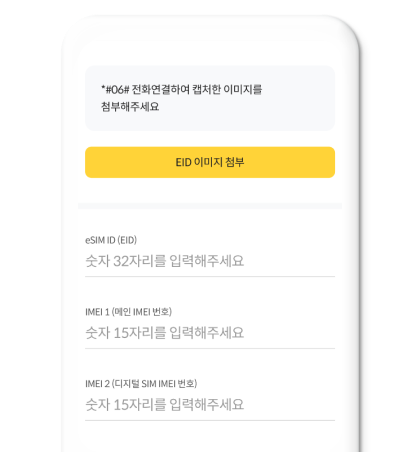 *#06# 전화연결하여 캡처한 이미지를
첨부해주세요
EID 이미지 첨부
eSIM ID (EID)
숫자 32자리를 입력해주세요
IMEI 1 (메인 IMEI 번호)
숫자 15자리를 입력해주세요
IMEI 2 (디지털 SIM IMEI 번호)
숫자 15자리를 입력해주세요